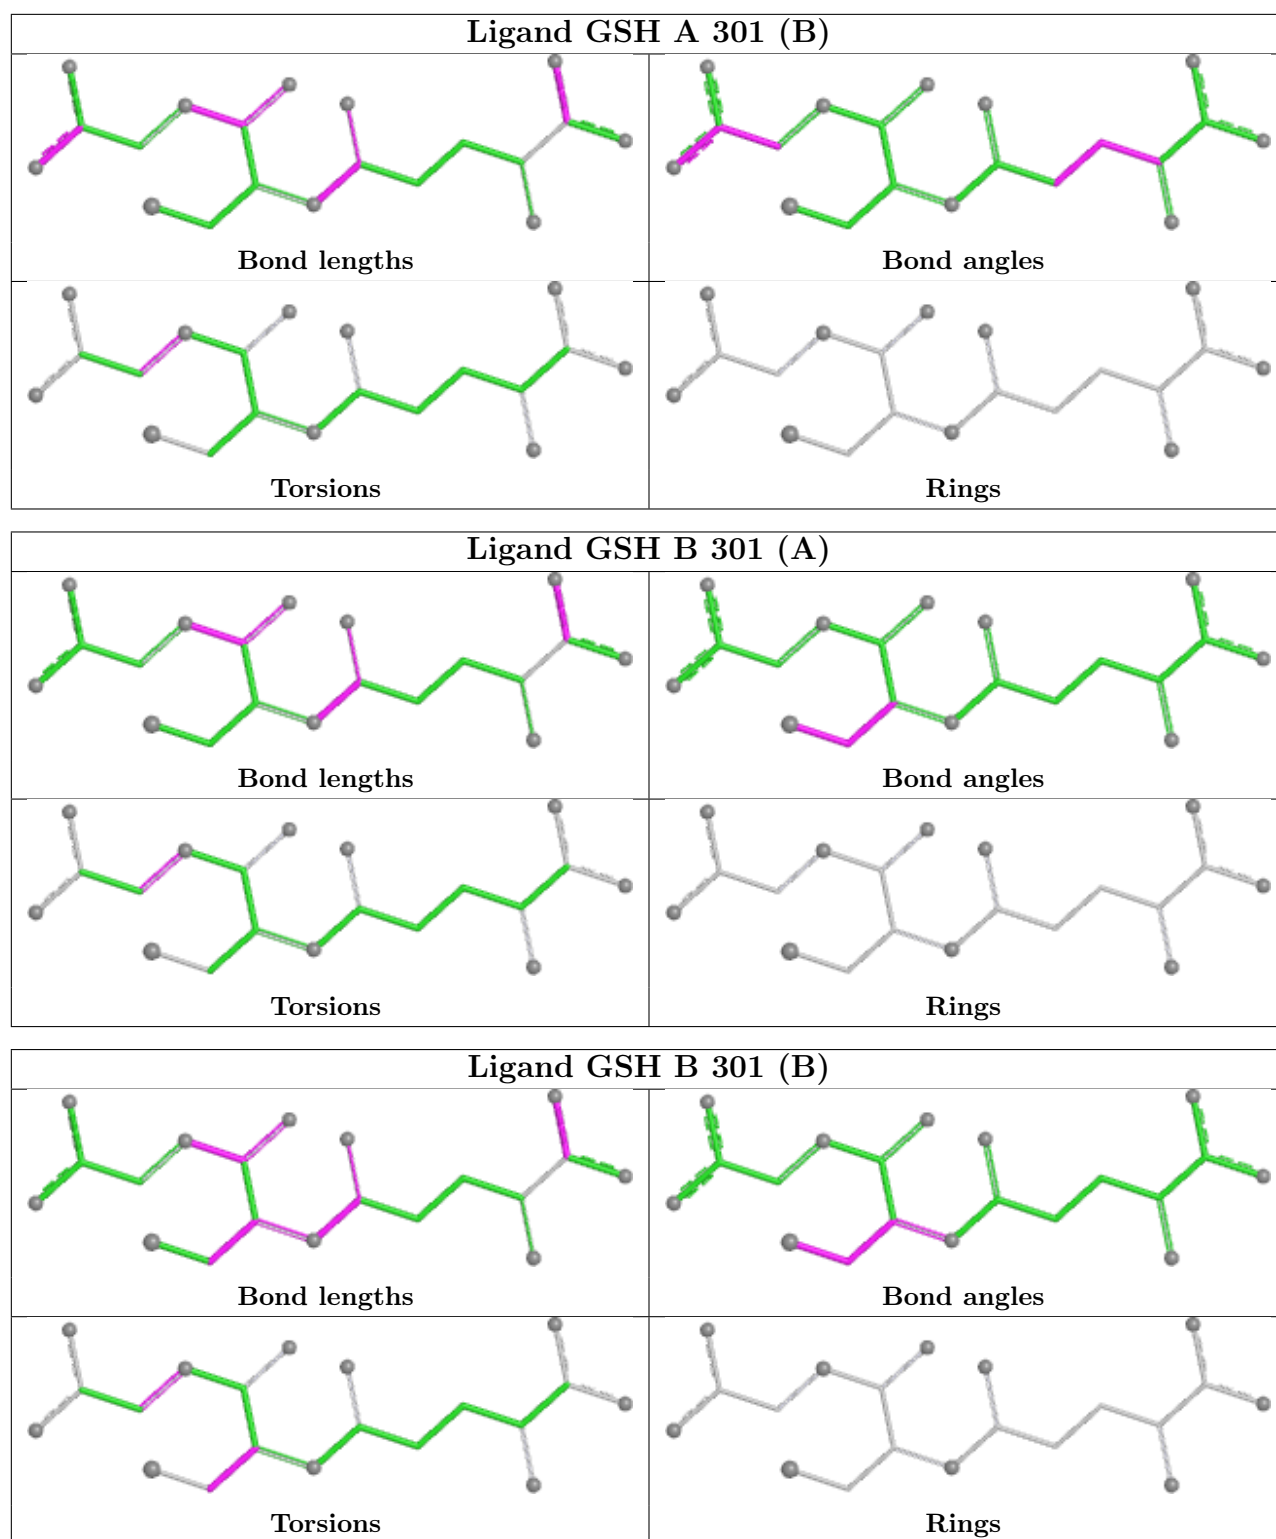 Ligand GSH A 301 (B)
Bond lengths
Bond angles
Torsions
Rings
Ligand GSH B 301 (A)
Bond lengths
Bond angles
Torsions
Rings
Ligand GSH B 301 (B)
Bond lengths
Bond angles
Torsions
Rings